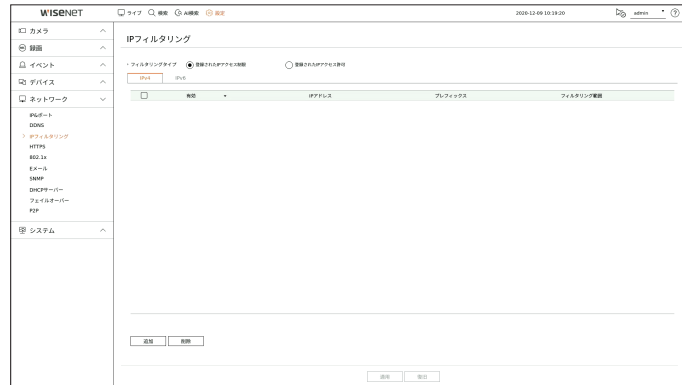 WISENET
ライブ 検索 AI検索 設定 2020-12-09 10:19:20 admin
カメラ
録画
イベント
デバイス
ネットワーク
IP&ポート
DDNS
IPフィルタリング
HTTPS
802.1x
Eメール
SNMP
DHCPサーバー
フェイルオーバー
P2P
システム
IPフィルタリング
・フィルタリングタイプ 登録されたIPアクセス制限 登録されたIPアクセス許可
IPv4 IPv6
有効 IPアドレス プレフィックス フィルタリング範囲
追加 削除
適用 復旧